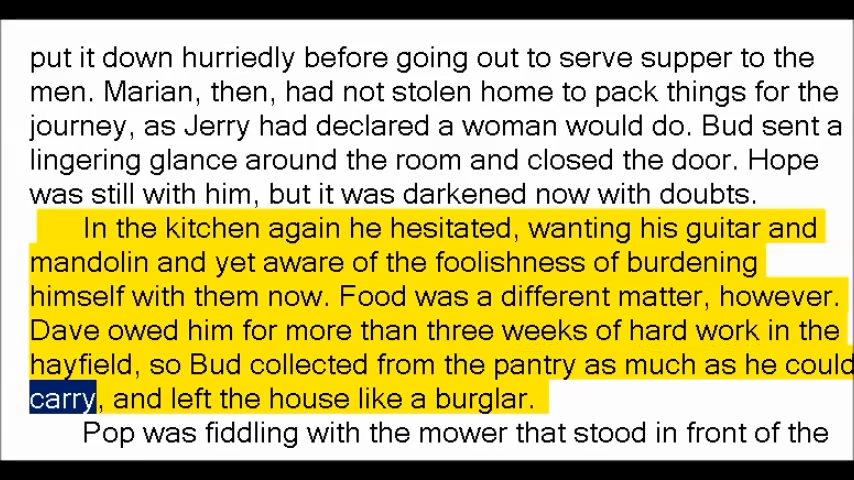 put it down hurriedly before going out to serve supper to the
men. Marian, then, had not stolen home to pack things for the
journey, as Jerry had declared a woman would do. Bud sent a
lingering glance around the room and closed the door. Hope
was still with him, but it was darkened now with doubts.
In the kitchen again he hesitated, wanting his guitar and
mandolin and yet aware of the foolishness of burdening
himself with them now. Food was a different matter, however.
Dave owed him for more than three weeks of hard work in the
hayfield, so Bud collected from the pantry as much as he could
carry, and left the house like a burglar.
Pop was fiddling with the mower that stood in front of the